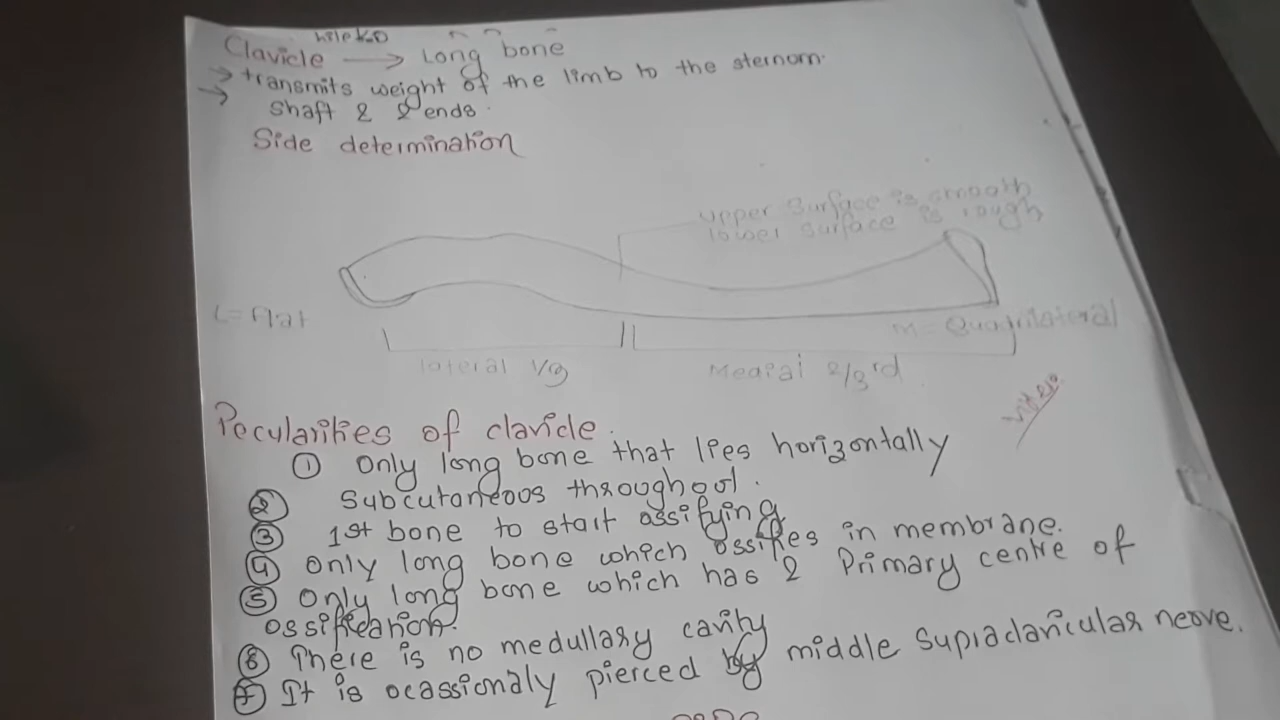 Clavicle → Long bone
→ transmits weight of the limb to the sternom.
→ Shaft & 2 ends.
Side determination
upper surface is smooth
lower surface is rough
L = flat
M = Quadrilateral
lateral 1/3
Medial 2/3rd
Pecularities of clavicle.
① Only long bone that lies horizontally
② Subcutaneous throughout.
③ 1st bone to start assifying
④ Only long bone which ossifies in membrane.
⑤ Only long bone which has 2 Primary centre of
ossification.
⑥ There is no medullary cavity
⑦ It is ocassionaly pierced by middle Supraclavicular nerve.